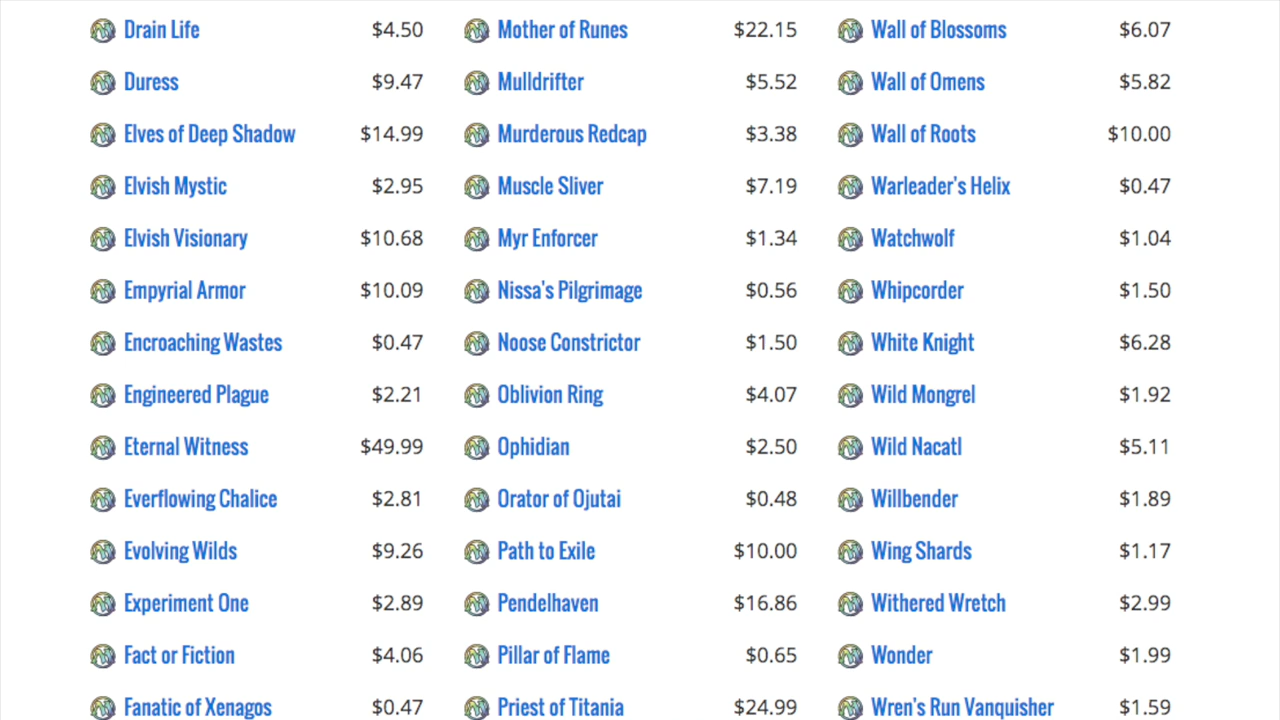 Drain Life $4.50
Duress $9.47
Elves of Deep Shadow $14.99
Elvish Mystic $2.95
Elvish Visionary $10.68
Empyrial Armor $10.09
Encroaching Wastes $0.47
Engineered Plague $2.21
Eternal Witness $49.99
Everflowing Chalice $2.81
Evolving Wilds $9.26
Experiment One $2.89
Fact or Fiction $4.06
Fanatic of Xenagos $0.47
Mother of Runes $22.15
Mulldrifter $5.52
Murderous Redcap $3.38
Muscle Sliver $7.19
Myr Enforcer $1.34
Nissa's Pilgrimage $0.56
Noose Constrictor $1.50
Oblivion Ring $4.07
Ophidian $2.50
Orator of Ojutai $0.48
Path to Exile $10.00
Pendelhaven $16.86
Pillar of Flame $0.65
Priest of Titania $24.99
Wall of Blossoms $6.07
Wall of Omens $5.82
Wall of Roots $10.00
Warleader's Helix $0.47
Watchwolf $1.04
Whipcorder $1.50
White Knight $6.28
Wild Mongrel $1.92
Wild Nacatl $5.11
Willbender $1.89
Wing Shards $1.17
Withered Wretch $2.99
Wonder $1.99
Wren's Run Vanquisher $1.59